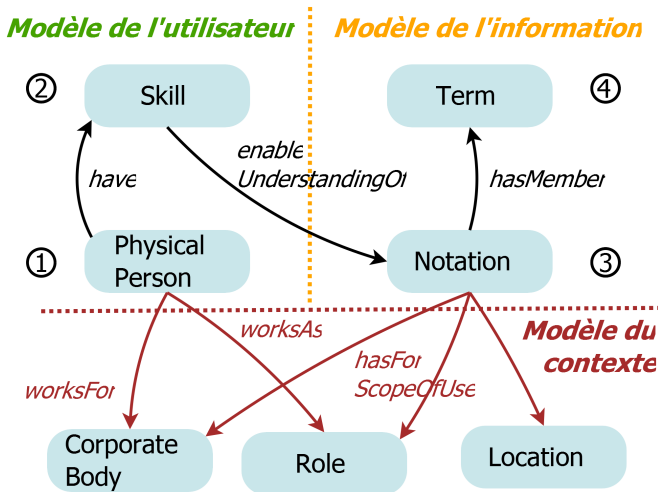 Modèle de l'utilisateur
Modèle de l'information
2
Skill
Term
4
have
enable
UnderstandingOf
hasMember
1
Physical
Person
Notation
3
worksAs
Modèle du
contexte
worksFor
hasFor
ScopeOfUse
Corporate
Body
Role
Location